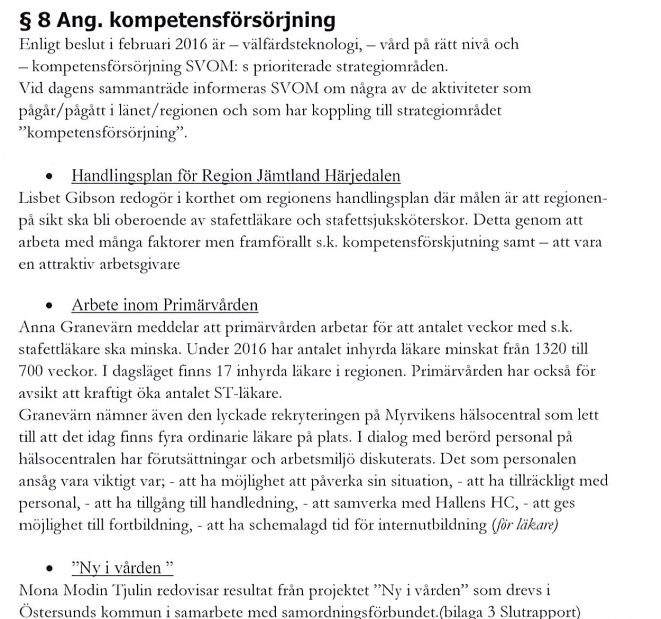 § 8 Ang. kompetensförsörjning
Enligt beslut i februari 2016 är – välfärdsteknologi, – vård på rätt nivå och
– kompetensförsörjning SVOM: s prioriterade strategiområden.
Vid dagens sammanträde informeras SVOM om några av de aktiviteter som
pågår/pågått i länet/regionen och som har koppling till strategiområdet
”kompetensförsörjning”.
• Handlingsplan för Region Jämtland Härjedalen
Lisbet Gibson redogör i korthet om regionens handlingsplan där målen är att regionen-
på sikt ska bli oberoende av stafettläkare och stafettsjuksköterskor. Detta genom att
arbeta med många faktorer men framförallt s.k. kompetensförskjutning samt – att vara
en attraktiv arbetsgivare
• Arbete inom Primärvården
Anna Granevärn meddelar att primärvården arbetar för att antalet veckor med s.k.
stafettläkare ska minska. Under 2016 har antalet inhyrda läkare minskat från 1320 till
700 veckor. I dagsläget finns 17 inhyrda läkare i regionen. Primärvården har också för
avsikt att kraftigt öka antalet ST-läkare.
Granevärn nämner även den lyckade rekryteringen på Myrvikens hälsocentral som lett
till att det idag finns fyra ordinarie läkare på plats. I dialog med berörd personal på
hälsocentralen har förutsättningar och arbetsmiljö diskuterats. Det som personalen
ansåg vara viktigt var; - att ha möjlighet att påverka sin situation, - att ha tillräckligt med
personal, - att ha tillgång till handledning, - att samverka med Hallens HC, - att ges
möjlighet till fortbildning, - att ha schemalagd tid för internutbildning (för läkare)
• ”Ny i vården ”
Mona Modin Tjulin redovisar resultat från projektet ”Ny i vården” som drevs i
Östersunds kommun i samarbete med samordningsförbundet.(bilaga 3 Slutrapport)